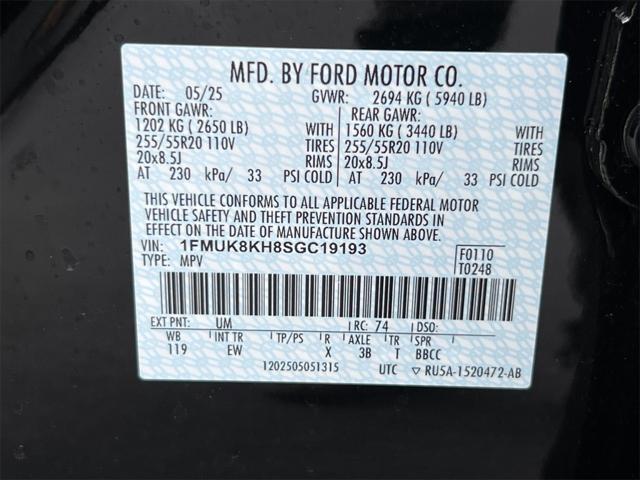 MFD. BY FORD MOTOR CO.
DATE: 05/25 GVWR: 2694 KG ( 5940 LB)
FRONT GAWR: REAR GAWR:
1202 KG ( 2650 LB) WITH 1560 KG ( 3440 LB) WITH
255/55R20 110V TIRES 255/55R20 110V TIRES
20x8.5J RIMS 20x8.5J RIMS
AT 230 kPa/ 33 PSI COLD AT 230 kPa/ 33 PSI COLD
THIS VEHICLE CONFORMS TO ALL APPLICABLE FEDERAL MOTOR
VEHICLE SAFETY AND THEFT PREVENTION STANDARDS IN
EFFECT ON THE DATE OF MANUFACTURE SHOWN ABOVE.
VIN: 1FMUK8KH8SGC19193 F0110
TYPE: MPV T0248
EXT PNT: UM RC: 74 DSO:
WB INT TR TP/PS R AXLE TR SPR
119 EW X 3B T BBCC
120250505​1315 UTC ▽ RU5A-1520472-AB